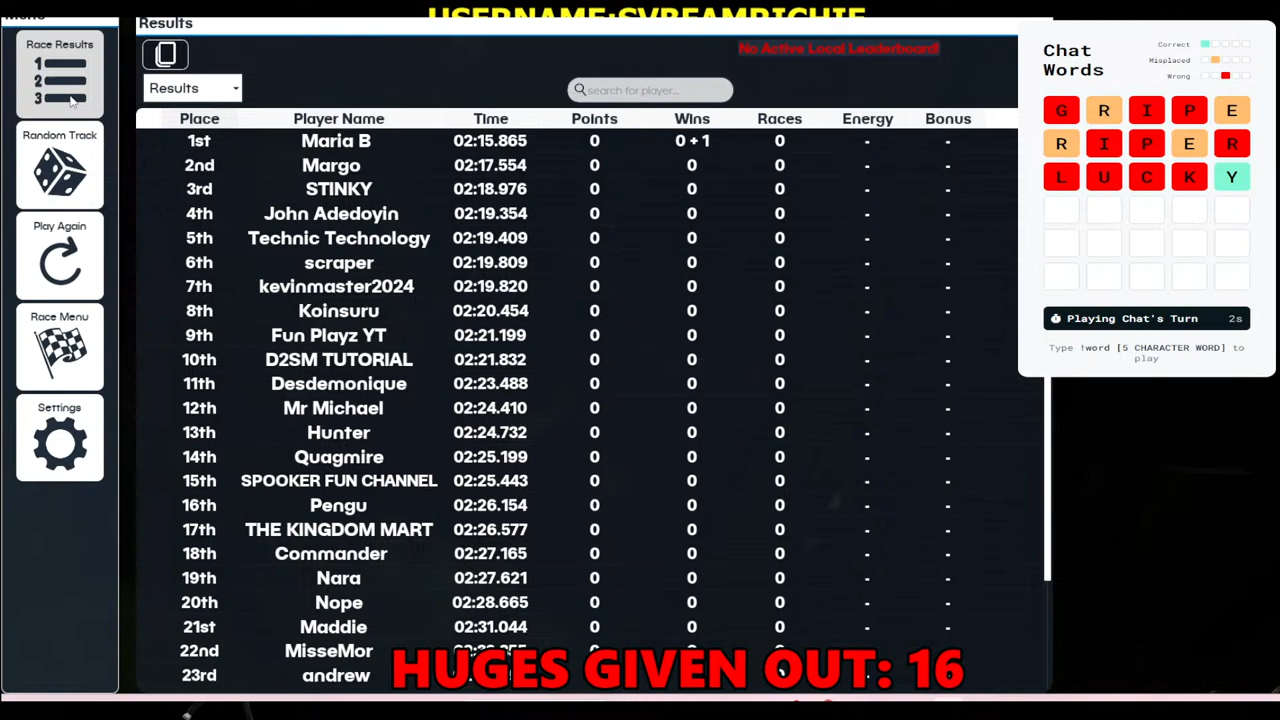 USERNAME:SVBEAMRICHIE
Menu
Results
Race Results
1
2
3
Random Track
Play Again
Race Menu
Settings
No Active Local Leaderboard!
Results
search for player...
Place Player Name Time Points Wins Races Energy Bonus
1st Maria B 02:15.865 0 0 + 1 0 - -
2nd Margo 02:17.554 0 0 0 - -
3rd STINKY 02:18.976 0 0 0 - -
4th John Adedoyin 02:19.354 0 0 0 - -
5th Technic Technology 02:19.409 0 0 0 - -
6th scraper 02:19.809 0 0 0 - -
7th kevinmaster2024 02:19.820 0 0 0 - -
8th Koinsuru 02:20.454 0 0 0 - -
9th Fun Playz YT 02:21.199 0 0 0 - -
10th D2SM TUTORIAL 02:21.832 0 0 0 - -
11th Desdemonique 02:23.488 0 0 0 - -
12th Mr Michael 02:24.410 0 0 0 - -
13th Hunter 02:24.732 0 0 0 - -
14th Quagmire 02:25.199 0 0 0 - -
15th SPOOKER FUN CHANNEL 02:25.443 0 0 0 - -
16th Pengu 02:26.154 0 0 0 - -
17th THE KINGDOM MART 02:26.577 0 0 0 - -
18th Commander 02:27.165 0 0 0 - -
19th Nara 02:27.621 0 0 0 - -
20th Nope 02:28.665 0 0 0 - -
21st Maddie 02:31.044 0 0 0 - -
22nd MisseMor 0 0 0 - -
23rd andrew
HUGES GIVEN OUT: 16
Chat
Words
Correct
Misplaced
Wrong
G R I P E
R I P E R
L U C K Y
Playing Chat's Turn 2s
Type !word [5 CHARACTER WORD] to
play